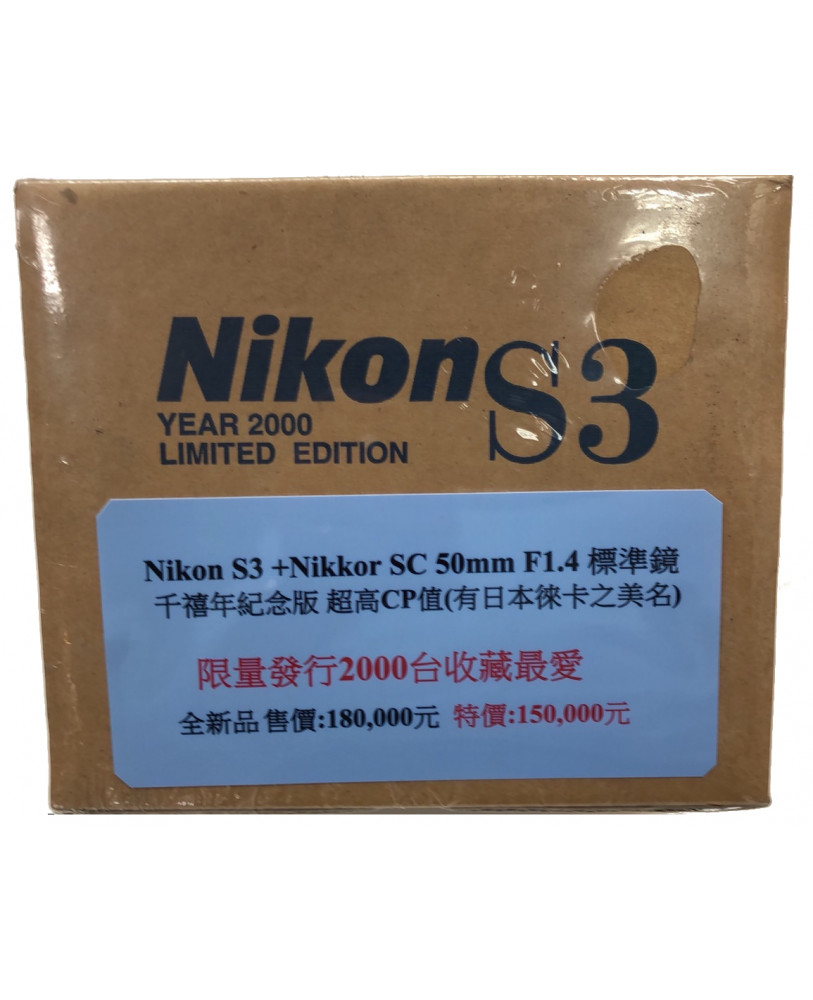 Nikon S3
YEAR 2000
LIMITED EDITION
Nikon S3 +Nikkor SC 50mm F1.4 標準鏡
千禧年紀念版 超高CP值(有日本徠卡之美名)
限量發行2000台收藏最愛
全新品 售價:180,000元 特價:150,000元